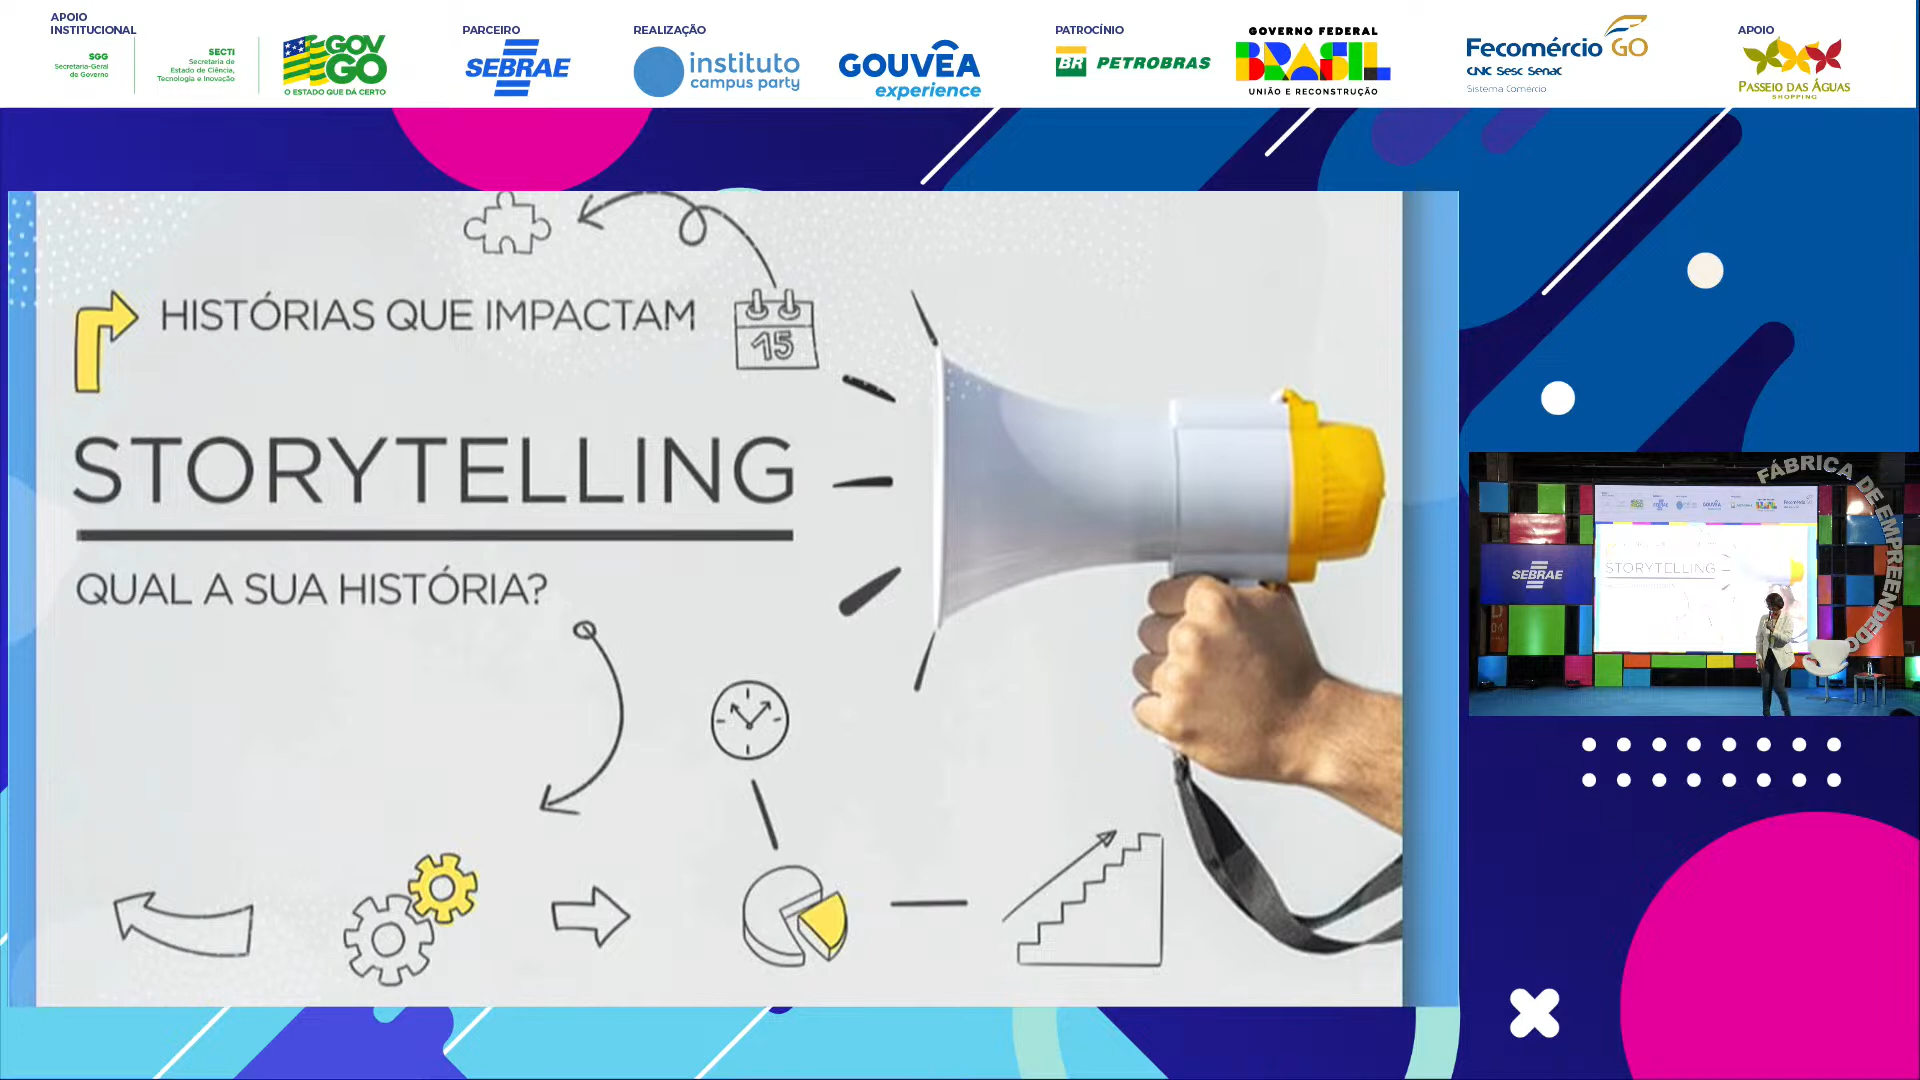 APOIO
INSTITUCIONAL
SGG
Secretaria-Geral
de Governo
SECTI
Secretaria de
Estado de Ciência,
Tecnologia e Inovação
GOV
GO
O ESTADO QUE DÁ CERTO
PARCEIRO
SEBRAE
REALIZAÇÃO
instituto
campus party
GOUVÊA
experience
PATROCÍNIO
BR PETROBRAS
GOVERNO FEDERAL
BRASIL
UNIÃO E RECONSTRUÇÃO
Fecomércio GO
CNC Sesc Senac
Sistema Comércio
APOIO
PASSEIO DAS ÁGUAS
SHOPPING
HISTÓRIAS QUE IMPACTAM
15
STORYTELLING
QUAL A SUA HISTÓRIA?
FÁBRICA DE EMPREENDEDO
SEBRAE
STORYTELLING